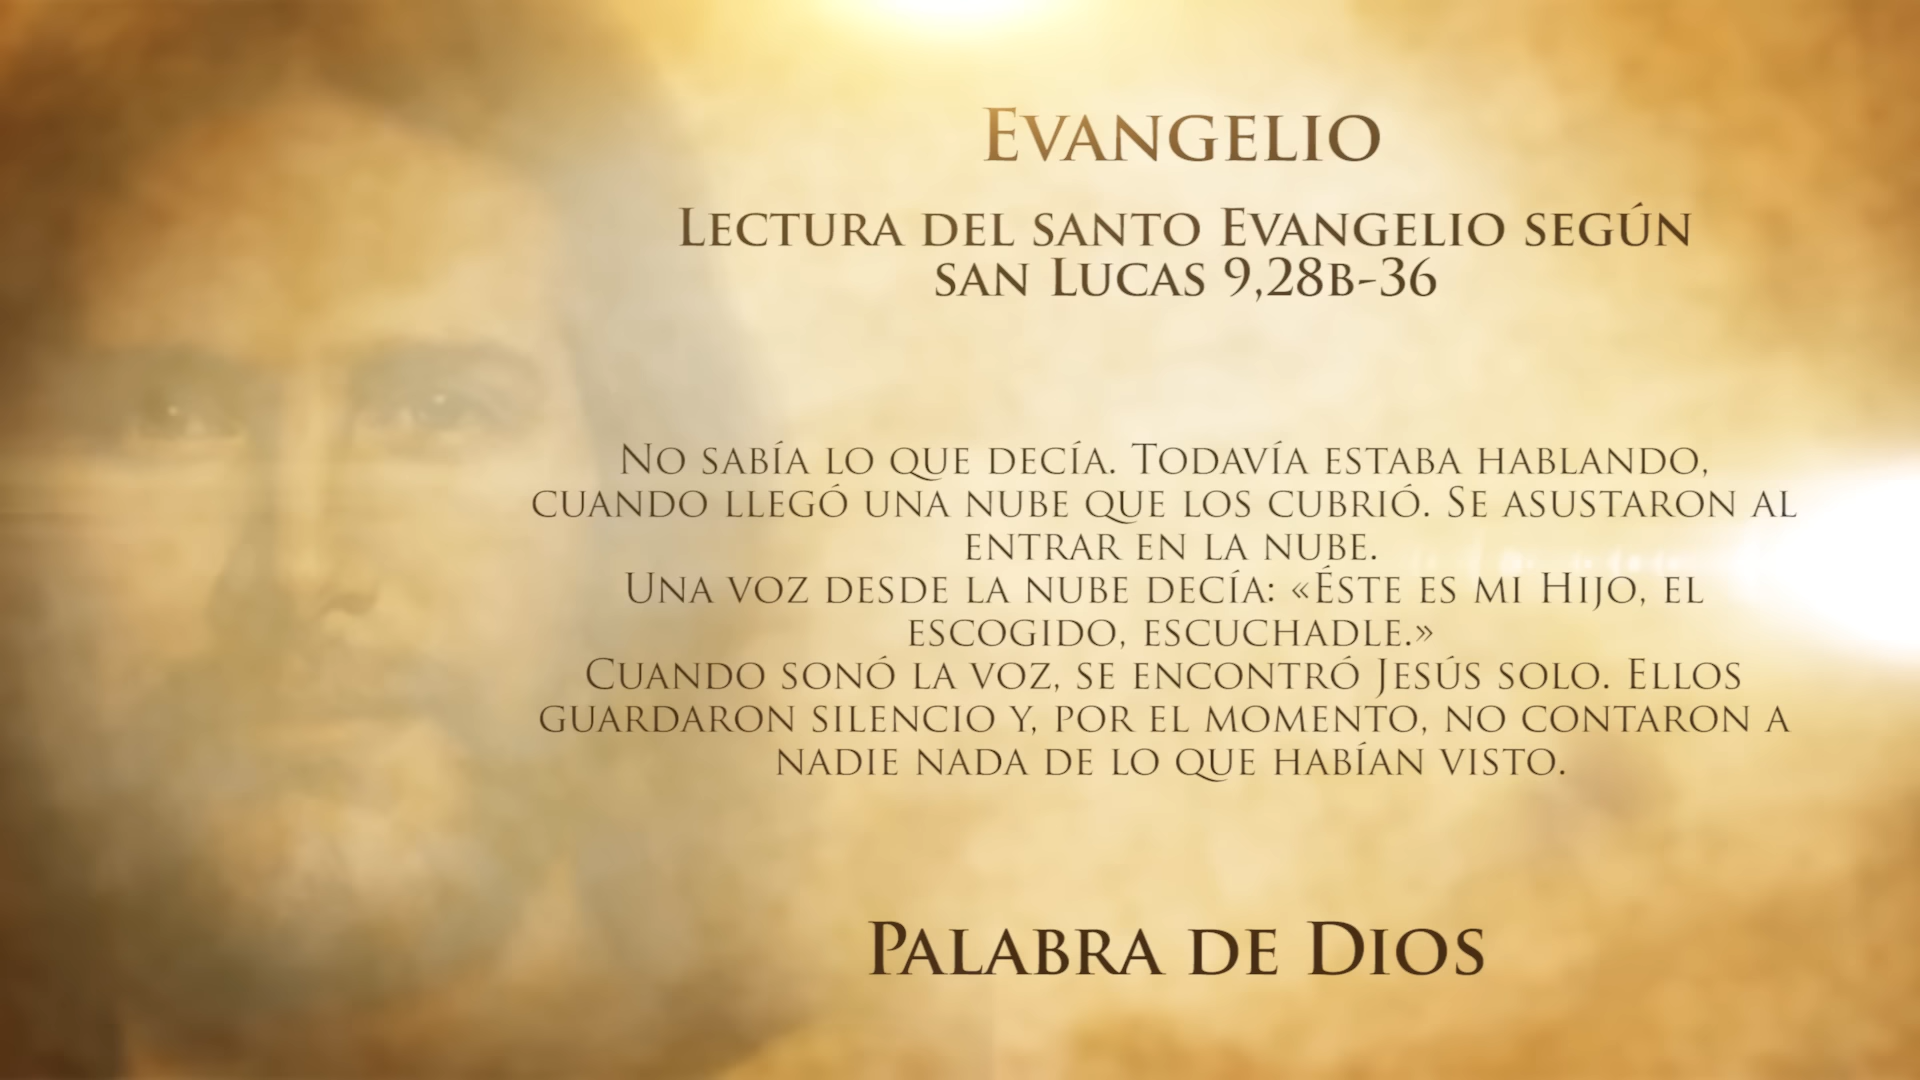 Evangelio
Lectura del santo Evangelio según
san Lucas 9,28b-36
No sabía lo que decía. Todavía estaba hablando,
cuando llegó una nube que los cubrió. Se asustaron al
entrar en la nube.
Una voz desde la nube decía: «Éste es mi Hijo, el
escogido, escuchadle.»
Cuando sonó la voz, se encontró Jesús solo. Ellos
guardaron silencio y, por el momento, no contaron a
nadie nada de lo que habían visto.
Palabra de Dios